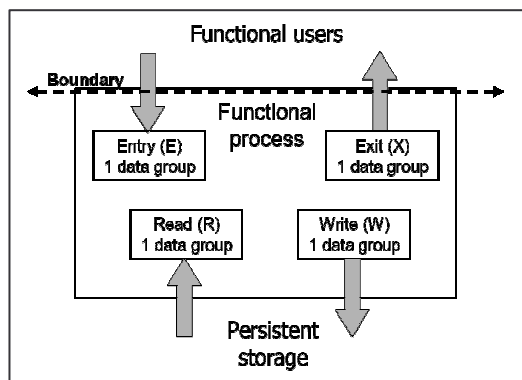 Functional users
Boundary
Functional
process
Entry (E)
1 data group
Exit (X)
1 data group
Read (R)
1 data group
Write (W)
1 data group
Persistent
storage